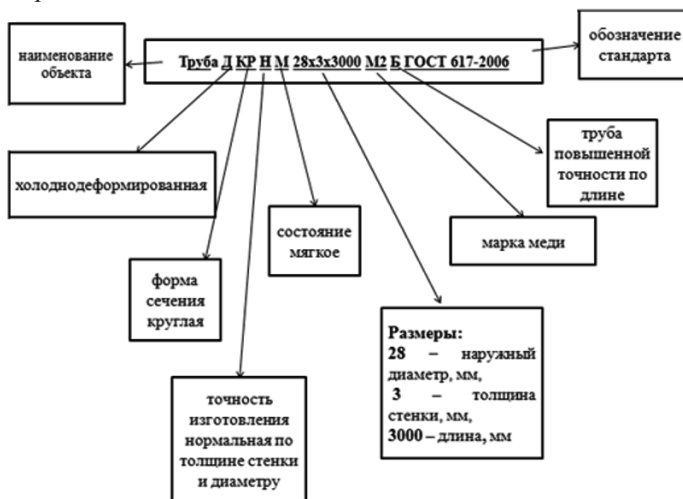 наименование
объекта
Труба Д КР Н М 28х3х3000 М2 Б ГОСТ 617-2006
обозначение
стандарта
холоднодеформированная
труба
повышенной
точности по
длине
состояние
мягкое
марка меди
форма
сечения
круглая
Размеры:
28 – наружный
диаметр, мм,
3 – толщина
стенки, мм,
3000 – длина, мм
точность
изготовления
нормальная по
толщине стенки
и диаметру